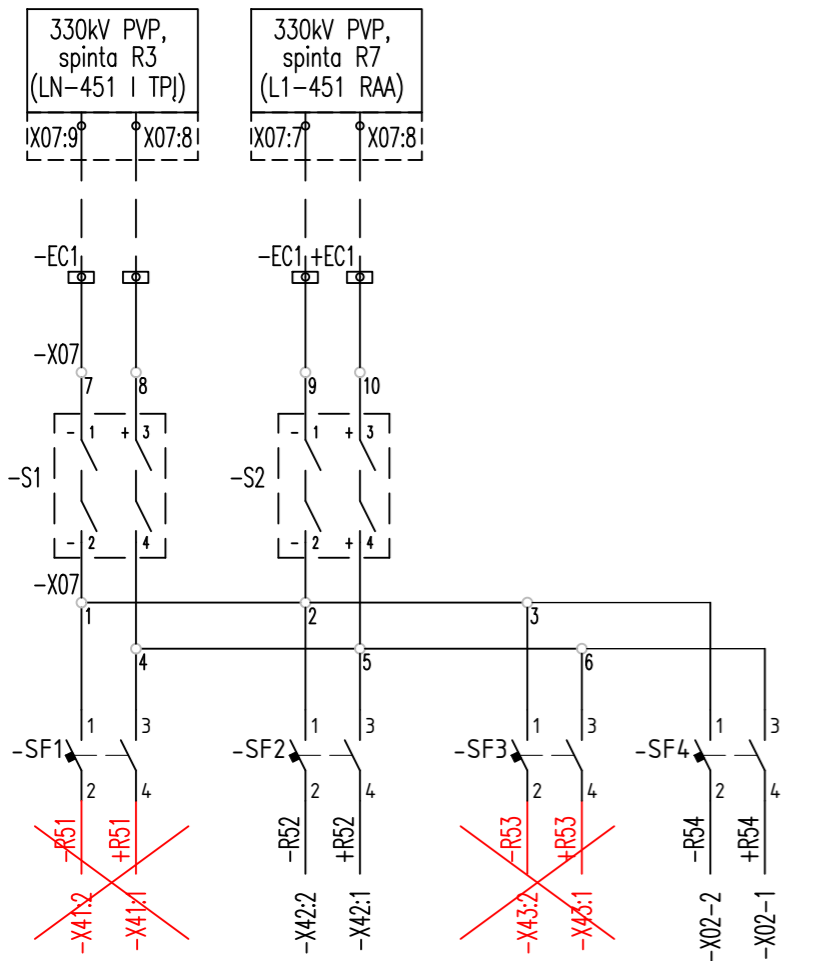 330kV PVP, 330kV PVP,
spinta R3 spinta R7
(LN-451 I TPĮ) (L1-451 RAA)
X07:9 X07:8 X07:7 X07:8
-EC1 -EC1 +EC1
-X07
7 8 9 10
- 1 + 3 - 1 + 3
-S1 -S2
- 2 4 - 2 + 4
-X07
1 2 3
4 5 6
1 3 1 3 1 3 1 3
-SF1 -SF2 -SF3 -SF4
2 4 2 4 2 4 2 4
-R51 +R51 -R52 +R52 -R53 +R53 -R54 +R54
-X41:2 -X41:1 -X42:2 -X42:1 -X43:2 -X43:1 -X02-2 -X02-1